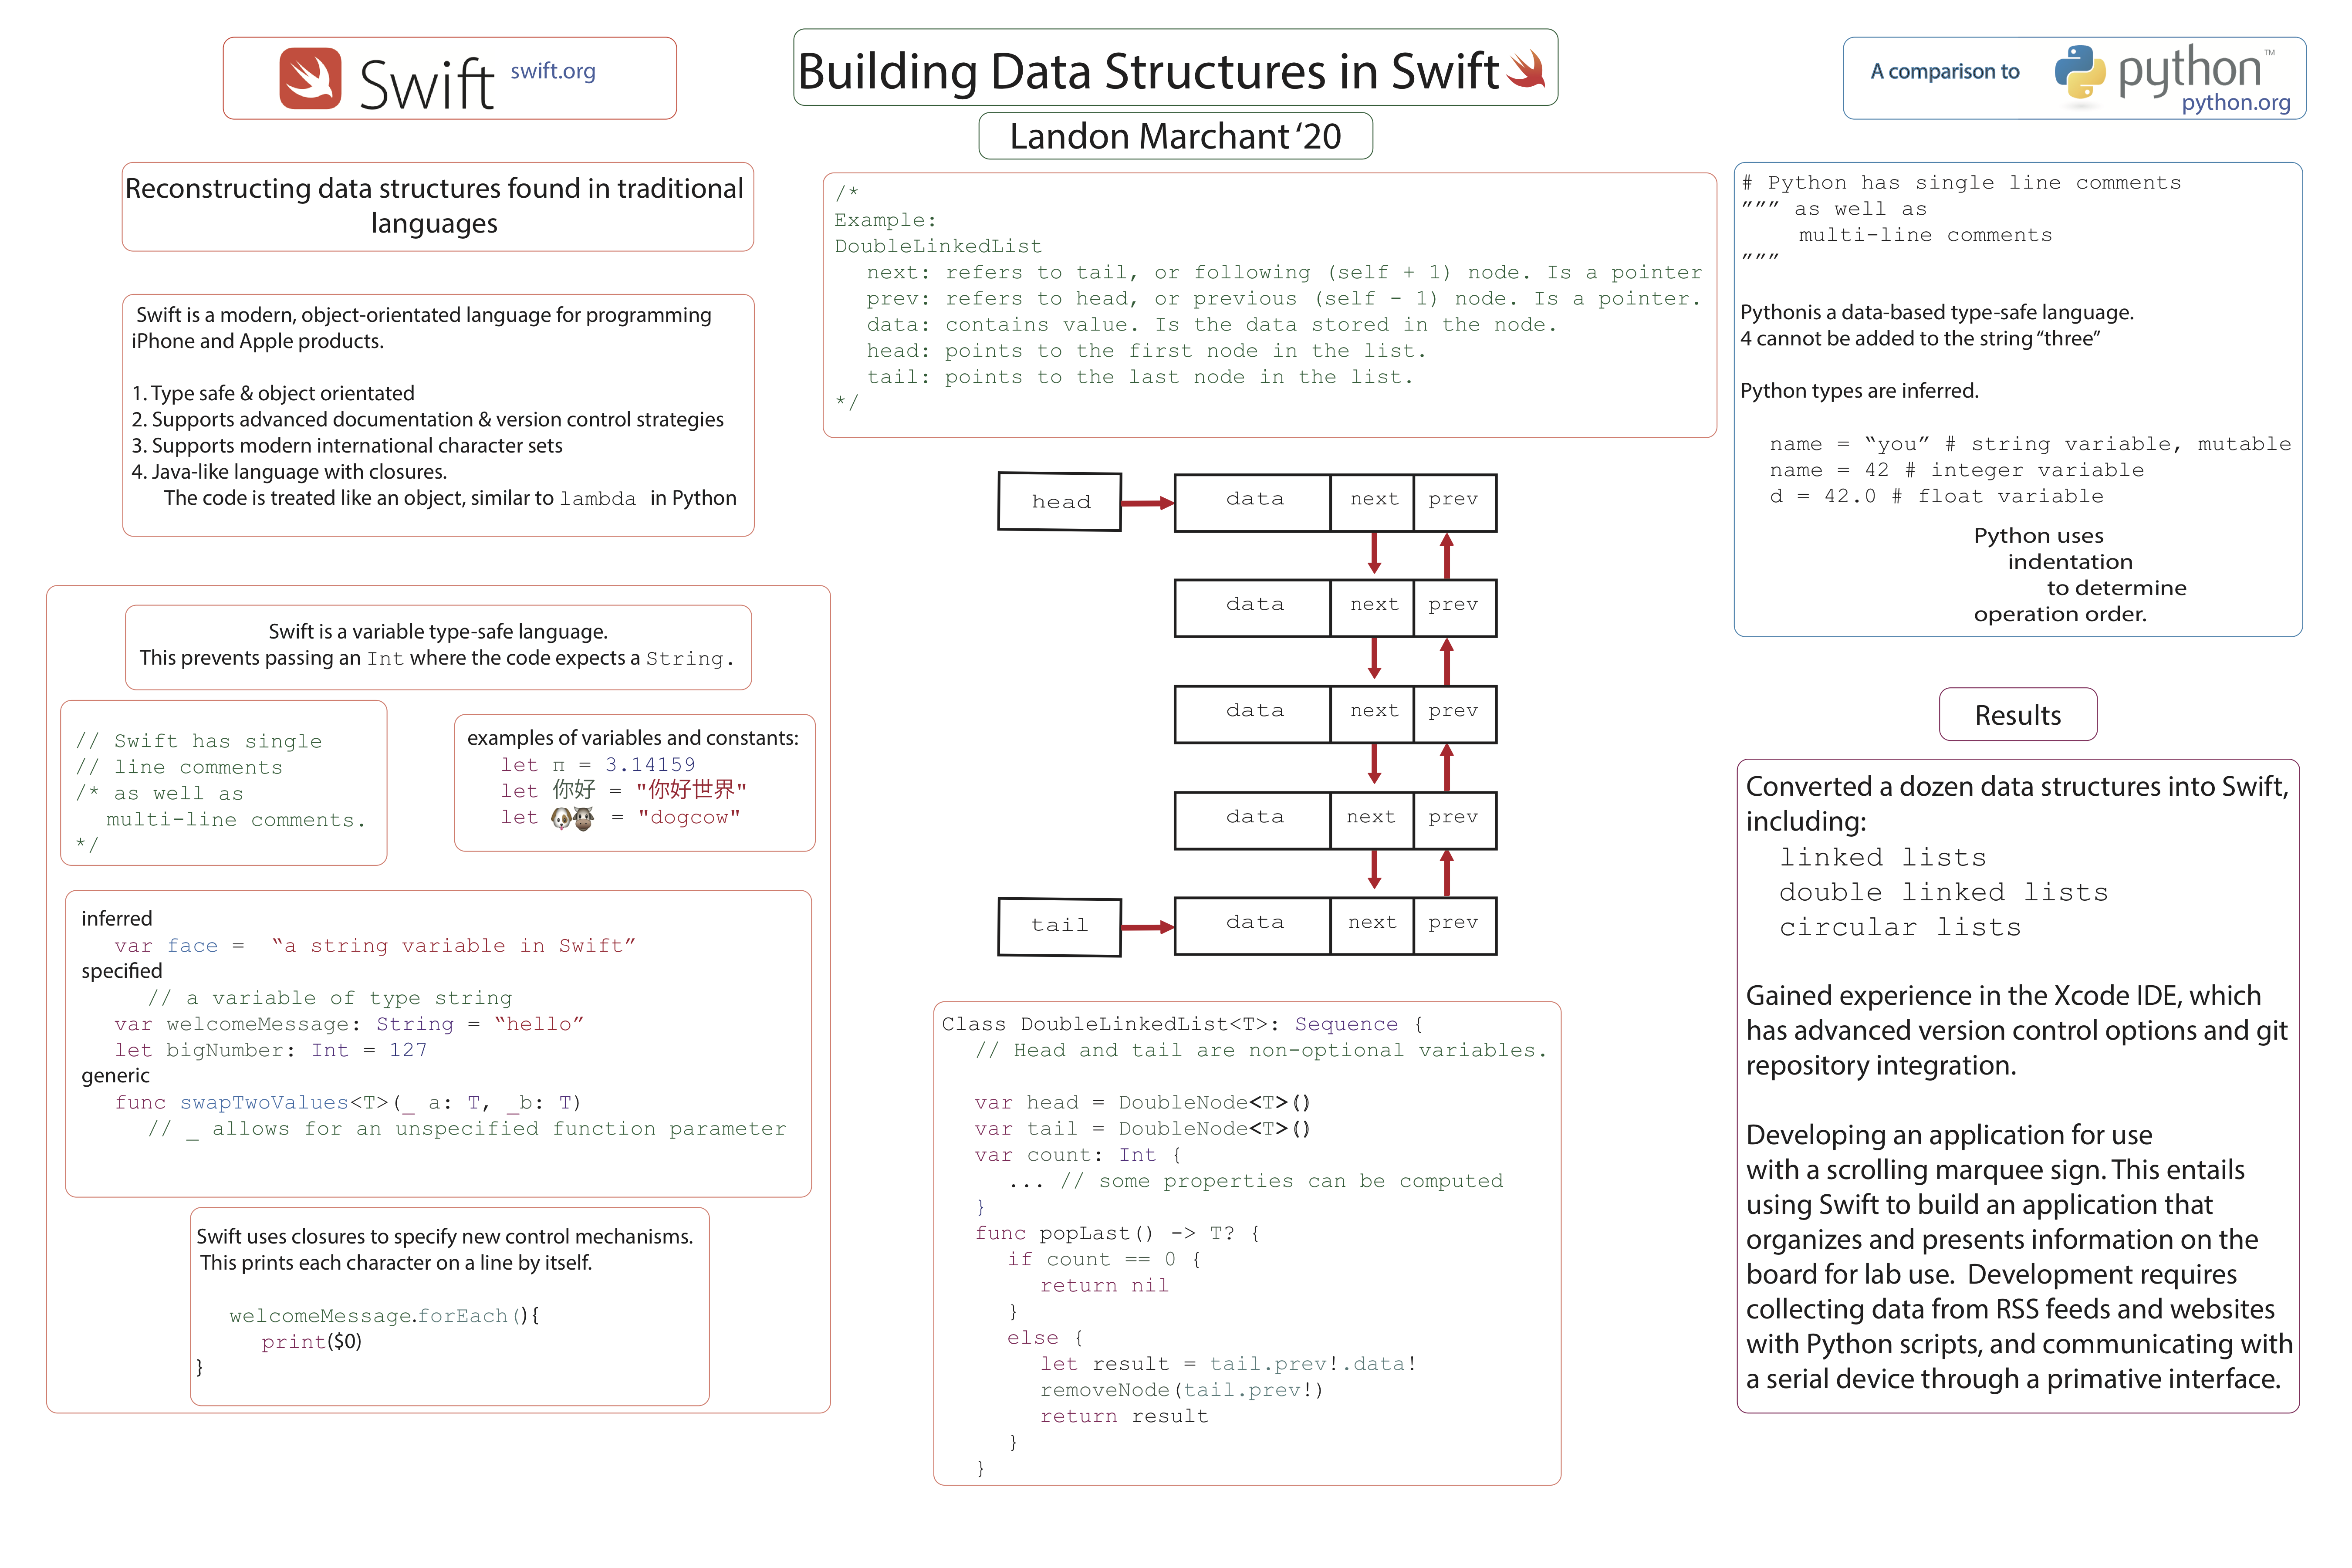 Swift swift.org
Building Data Structures in Swift
Landon Marchant ‘20
A comparison to python™
python.org
Reconstructing data structures found in traditional
languages
Swift is a modern, object-orientated language for programming
iPhone and Apple products.
1. Type safe & object orientated
2. Supports advanced documentation & version control strategies
3. Supports modern international character sets
4. Java-like language with closures.
The code is treated like an object, similar to lambda in Python
Swift is a variable type-safe language.
This prevents passing an Int where the code expects a String.
// Swift has single
// line comments
/* as well as
multi-line comments.
*/
examples of variables and constants:
let π = 3.14159
let 你好 = "你好世界"
let 🐶🐮 = "dogcow"
inferred
var face = “a string variable in Swift”
specified
// a variable of type string
var welcomeMessage: String = “hello”
let bigNumber: Int = 127
generic
func swapTwoValues<T>(_ a: T, _b: T)
// _ allows for an unspecified function parameter
Swift uses closures to specify new control mechanisms.
This prints each character on a line by itself.
welcomeMessage.forEach(){
print($0)
}
/*
Example:
DoubleLinkedList
next: refers to tail, or following (self + 1) node. Is a pointer
prev: refers to head, or previous (self - 1) node. Is a pointer.
data: contains value. Is the data stored in the node.
head: points to the first node in the list.
tail: points to the last node in the list.
*/
head data next prev
data next prev
data next prev
data next prev
tail data next prev
Class DoubleLinkedList<T>: Sequence {
// Head and tail are non-optional variables.
var head = DoubleNode<T>()
var tail = DoubleNode<T>()
var count: Int {
... // some properties can be computed
}
func popLast() -> T? {
if count == 0 {
return nil
}
else {
let result = tail.prev!.data!
removeNode(tail.prev!)
return result
}
}
# Python has single line comments
””” as well as
multi-line comments
”””
Pythonis a data-based type-safe language.
4 cannot be added to the string “three”
Python types are inferred.
name = “you” # string variable, mutable
name = 42 # integer variable
d = 42.0 # float variable
Python uses
indentation
to determine
operation order.
Results
Converted a dozen data structures into Swift,
including:
linked lists
double linked lists
circular lists
Gained experience in the Xcode IDE, which
has advanced version control options and git
repository integration.
Developing an application for use
with a scrolling marquee sign. This entails
using Swift to build an application that
organizes and presents information on the
board for lab use. Development requires
collecting data from RSS feeds and websites
with Python scripts, and communicating with
a serial device through a primative interface.